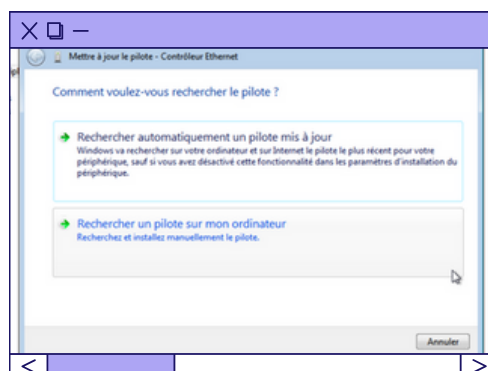 Mettre à jour le pilote - Contrôleur Ethernet
Comment voulez-vous rechercher le pilote ?
Rechercher automatiquement un pilote mis à jour
Windows va rechercher sur votre ordinateur et sur Internet le pilote le plus récent pour votre
périphérique, sauf si vous avez désactivé cette fonctionnalité dans les paramètres d'installation du
périphérique.
Rechercher un pilote sur mon ordinateur
Recherchez et installez manuellement le pilote.
Annuler